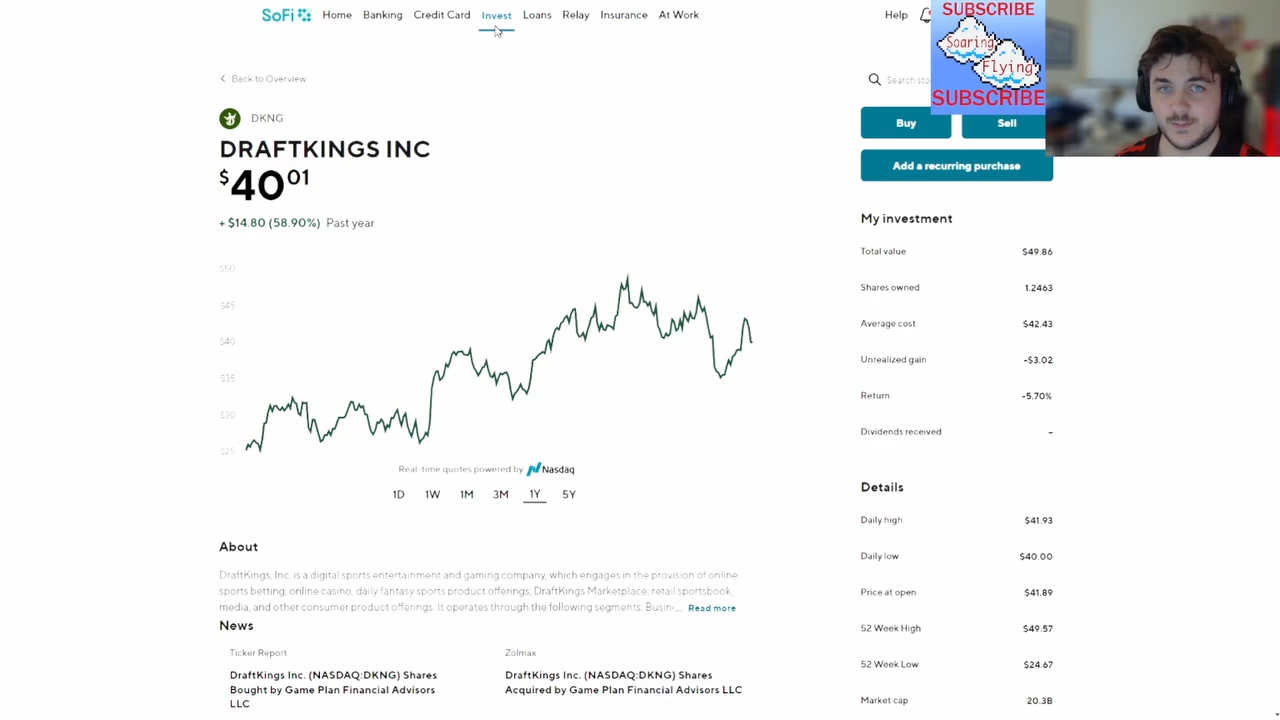 SoFi
Home Banking Credit Card Invest Loans Relay Insurance At Work
Help
SUBSCRIBE
Soaring
Flying
SUBSCRIBE
Back to Overview
Search
DKNG
DRAFTKINGS INC
$4001
+ $14.80 (58.90%) Past year
$50
$45
$40
$35
$30
$25
Real-time quotes powered by Nasdaq
1D 1W 1M 3M 1Y 5Y
About
DraftKings, Inc. is a digital sports entertainment and gaming company, which engages in the provision of online
sports betting, online casino, daily fantasy sports product offerings, DraftKings Marketplace, retail sportsbook,
media, and other consumer product offerings. It operates through the following segments: Busin... Read more
News
Ticker Report
DraftKings Inc. (NASDAQ:DKNG) Shares
Bought by Game Plan Financial Advisors
LLC
Zolmax
DraftKings Inc. (NASDAQ:DKNG) Shares
Acquired by Game Plan Financial Advisors LLC
Buy Sell
Add a recurring purchase
My investment
Total value $49.86
Shares owned 1.2463
Average cost $42.43
Unrealized gain -$3.02
Return -5.70%
Dividends received –
Details
Daily high $41.93
Daily low $40.00
Price at open $41.89
52 Week High $49.57
52 Week Low $24.67
Market cap 20.3B